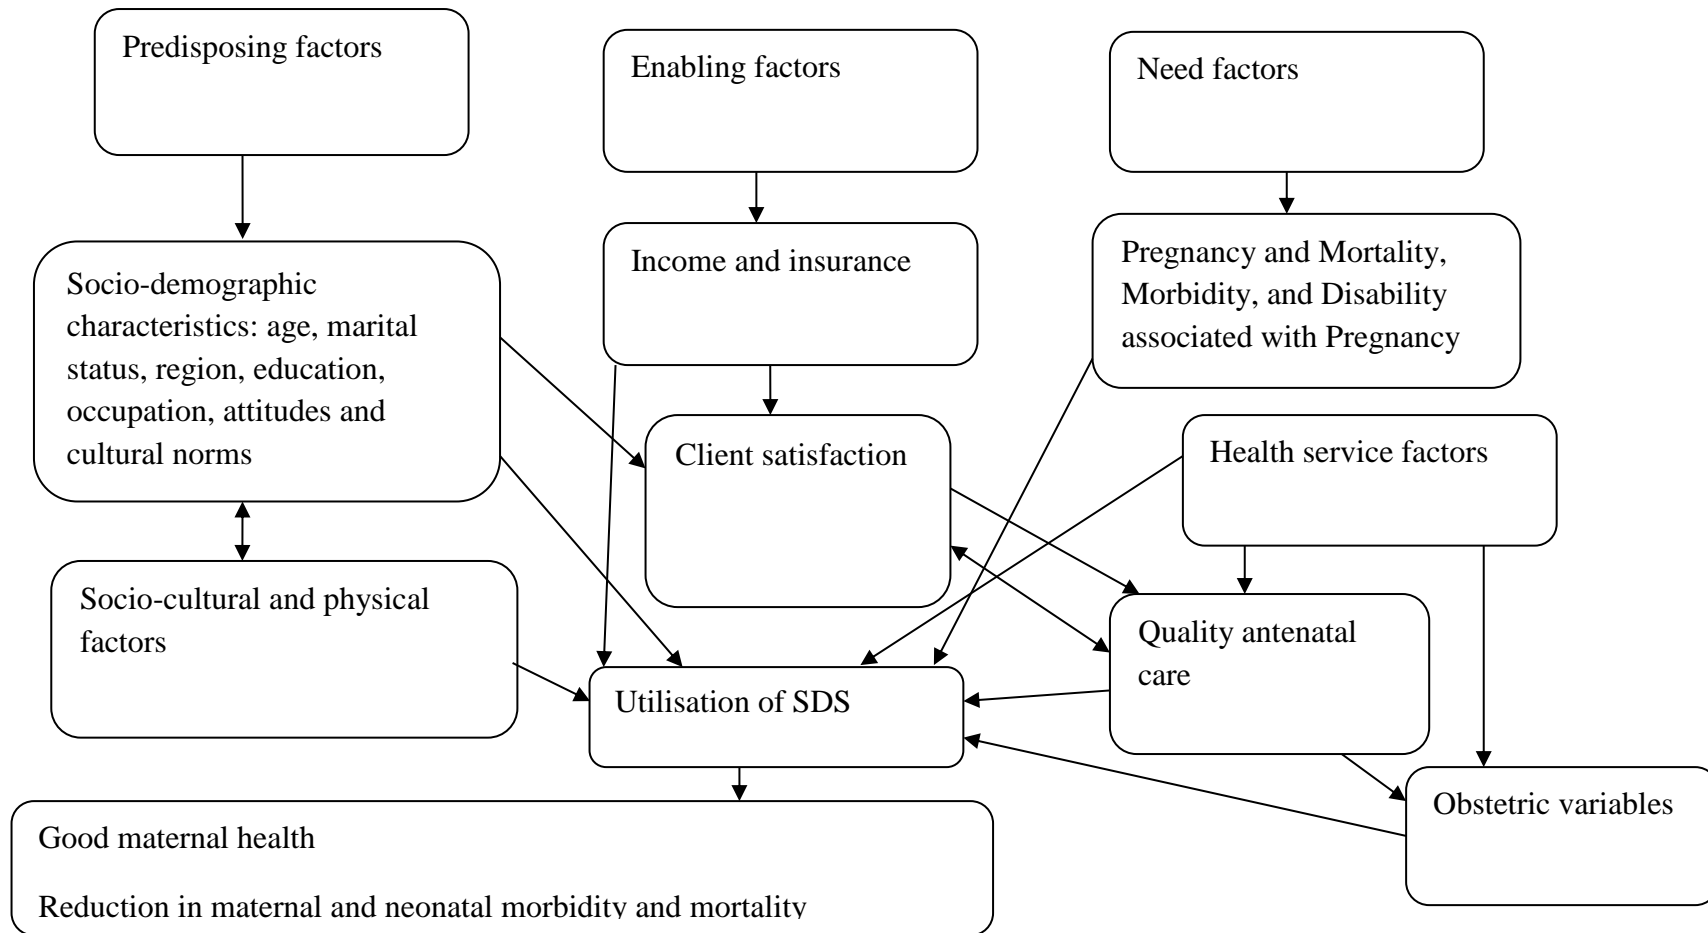 Predisposing factors
Enabling factors
Need factors
Socio-demographic
characteristics: age, marital
status, region, education,
occupation, attitudes and
cultural norms
Income and insurance
Pregnancy and Mortality,
Morbidity, and Disability
associated with Pregnancy
Client satisfaction
Health service factors
Socio-cultural and physical
factors
Quality antenatal
care
Utilisation of SDS
Obstetric variables
Good maternal health
Reduction in maternal and neonatal morbidity and mortality